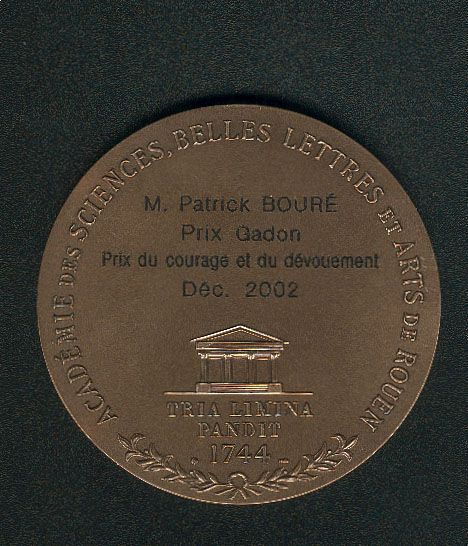 ACADÉMIE DES SCIENCES, BELLES LETTRES ET ARTS DE ROUEN
M. Patrick BOURÉ
Prix Gadon
Prix du courage et du dévouement
Déc. 2002
TRIA LIMINA
PANDIT
1744